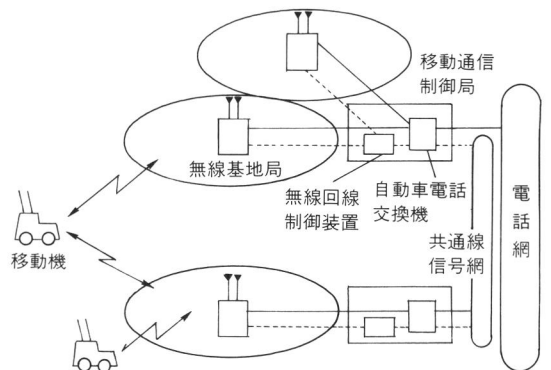 移動通信
制御局
無線基地局
無線回線
制御装置
自動車電話
交換機
共通線
信号網
電話網
移動機